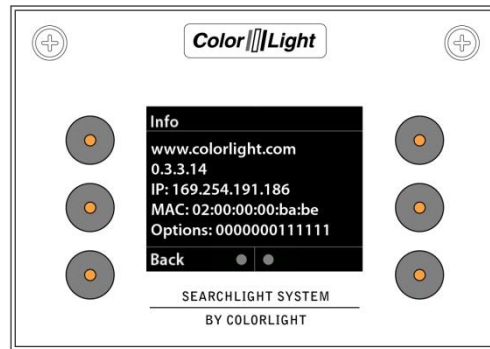 Color Light
Info
www.colorlight.com
0.3.3.14
IP: 169.254.191.186
MAC: 02:00:00:00:ba:be
Options: 0000000111111
Back
SEARCHLIGHT SYSTEM
BY COLORLIGHT